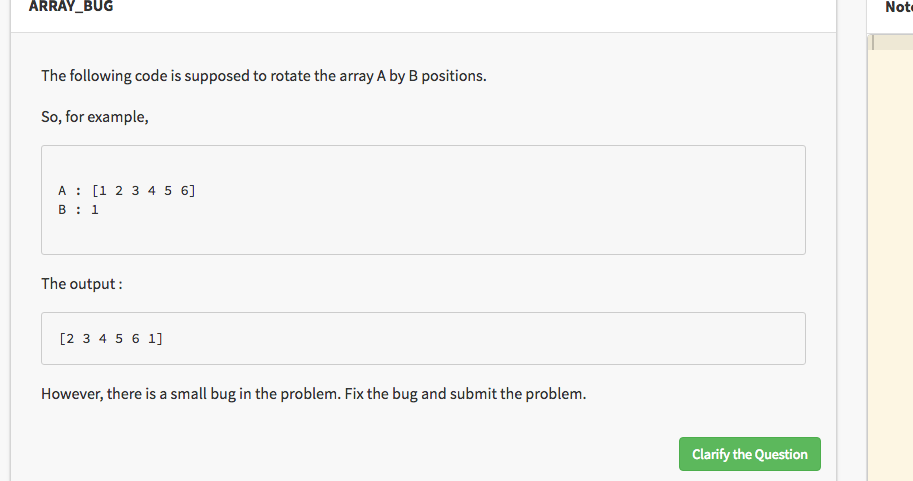 ARRAY_BUG
The following code is supposed to rotate the array A by B positions.
So, for example,
A : [1 2 3 4 5 6]
B : 1
The output :
[2 3 4 5 6 1]
However, there is a small bug in the problem. Fix the bug and submit the problem.
Clarify the Question